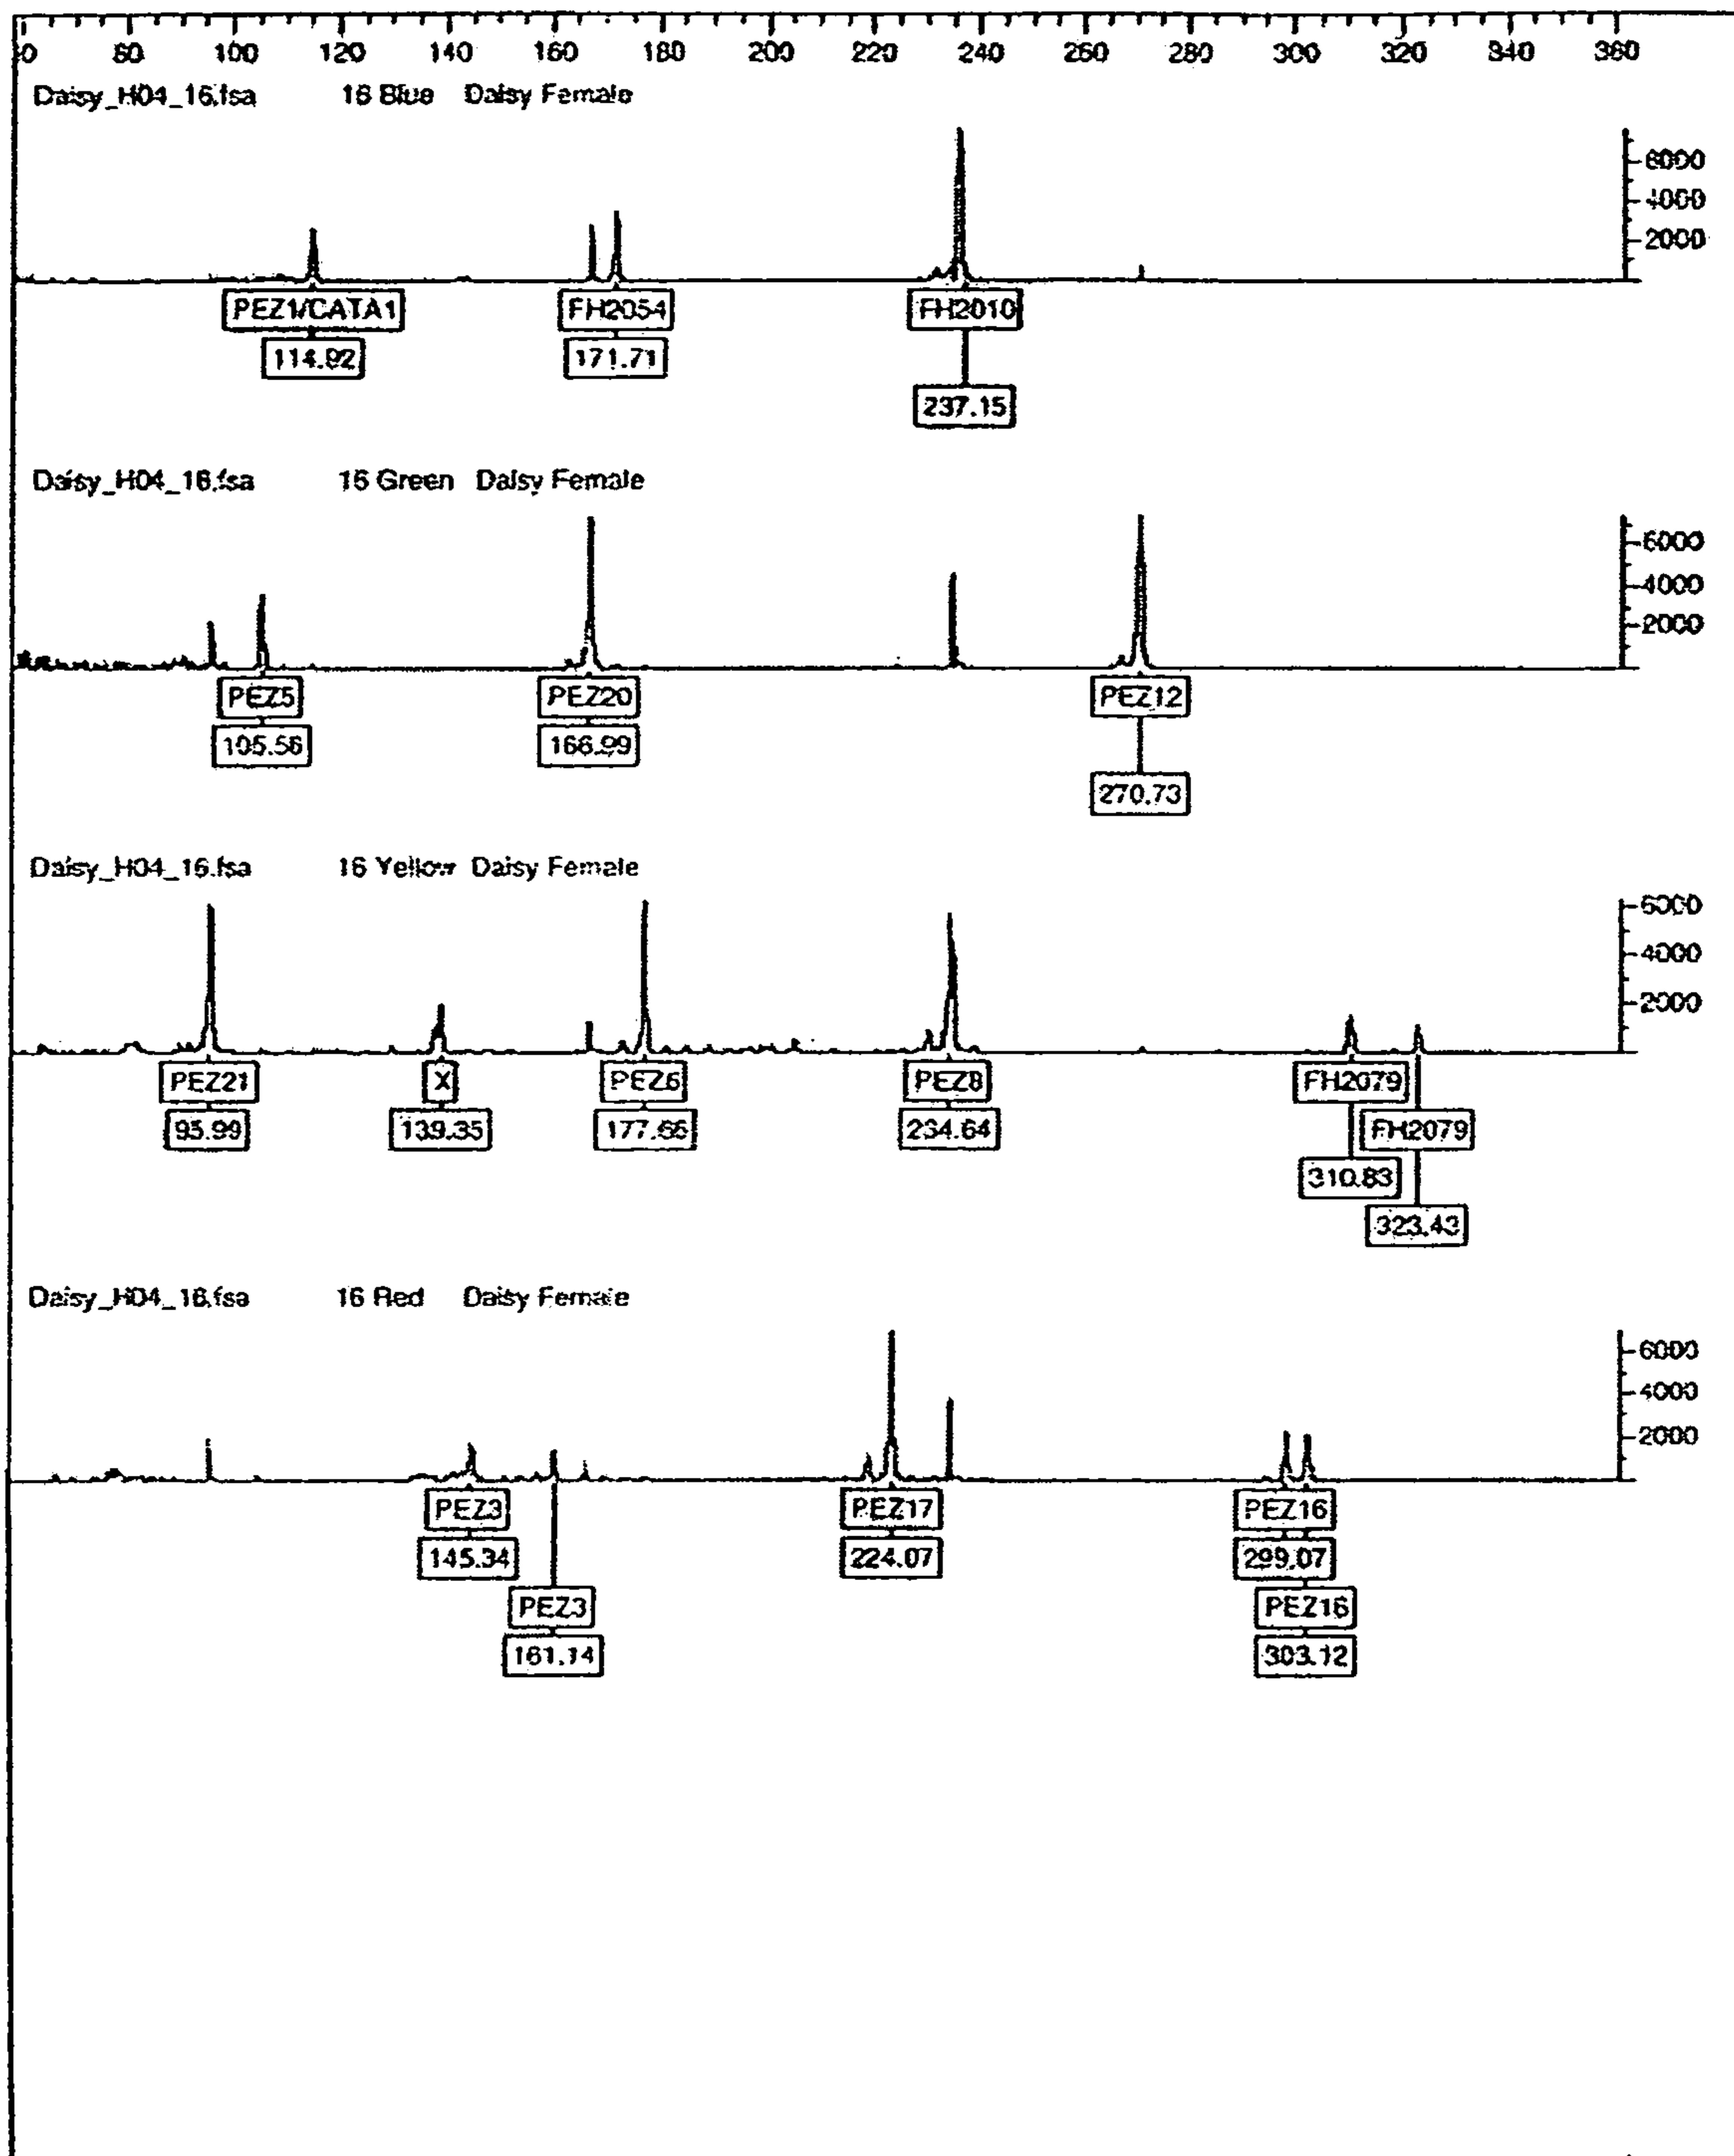 80 100 120 140 160 180 200 220 240 260 280 300 320 340 360
Daisy_H04_16.fsa 16 Blue Daisy Female
6000
4000
2000
PEZ1/CATA1 FH2054 FH2010
114.92 171.71
237.15
Daisy_H04_16.fsa 16 Green Daisy Female
6000
4000
2000
PEZ5 PEZ20 PEZ12
105.56 166.99
270.73
Daisy_H04_16.fsa 16 Yellow Daisy Female
6000
4000
2000
PEZ21 X PEZ6 PEZ8 FH2079
95.99 139.35 177.66 234.64 FH2079
310.83
323.43
Daisy_H04_16.fsa 16 Red Daisy Female
6000
4000
2000
PEZ3 PEZ17 PEZ16
145.34 224.07 299.07
PEZ3 PEZ16
161.14 303.12